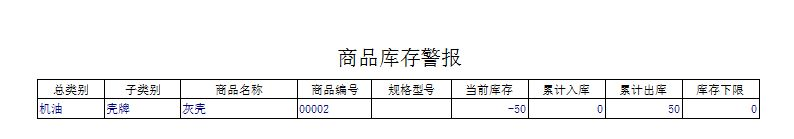 商品库存警报
总类别 子类别 商品名称 商品编号 规格型号 当前库存 累计入库 累计出库 库存下限
机油 壳牌 灰壳 00002 -50 0 50 0